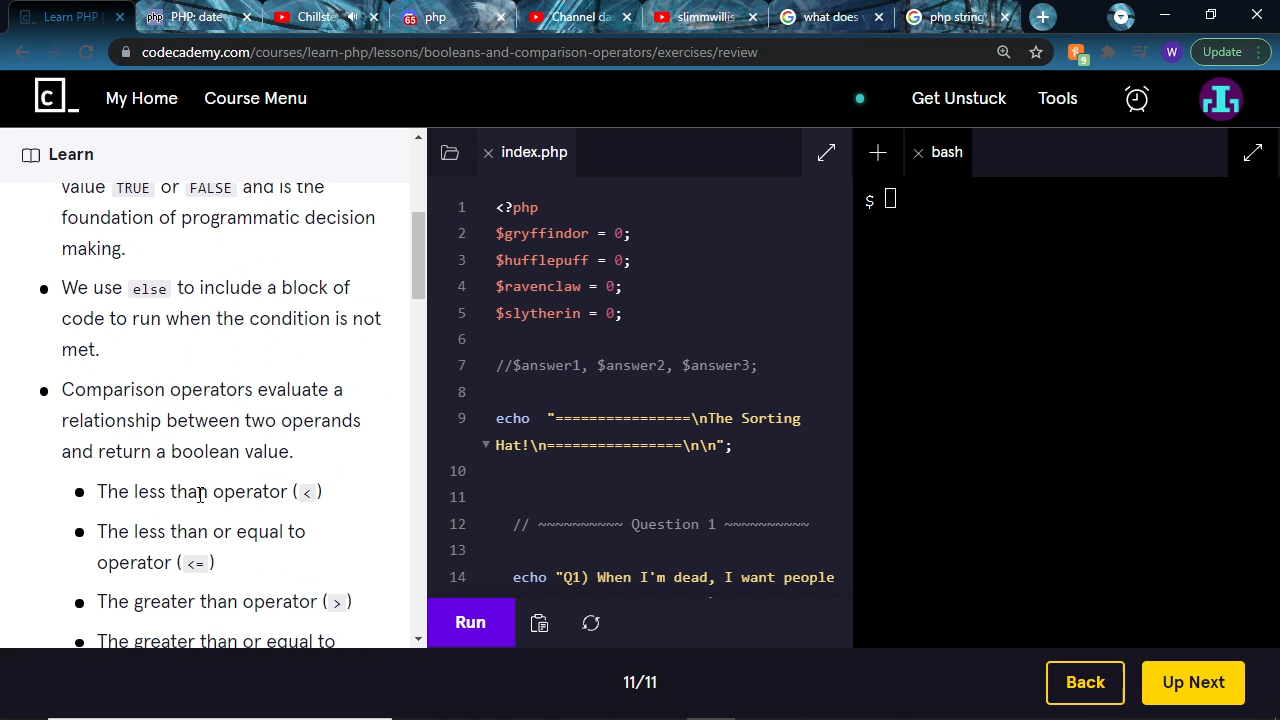 Learn PHP
PHP: date
Chillste
65
php
Channel da
slimmwillis
what does
php string
codecademy.com/courses/learn-php/lessons/booleans-and-comparison-operators/exercises/review
9
W
Update
c_
My Home
Course Menu
Get Unstuck
Tools
Learn
index.php
bash
value TRUE or FALSE and is the
foundation of programmatic decision
making.
We use else to include a block of
code to run when the condition is not
met.
Comparison operators evaluate a
relationship between two operands
and return a boolean value.
The less than operator (<)
The less than or equal to
operator (<=)
The greater than operator (>)
The greater than or equal to
1 <?php
2 $gryffindor = 0;
3 $hufflepuff = 0;
4 $ravenclaw = 0;
5 $slytherin = 0;
6
7 //$answer1, $answer2, $answer3;
8
9 echo "================\nThe Sorting
Hat!\n================\n\n";
10
11
12 // ~~~~~~~~~~ Question 1 ~~~~~~~~~~
13
14 echo "Q1) When I'm dead, I want people
$
Run
11/11
Back
Up Next